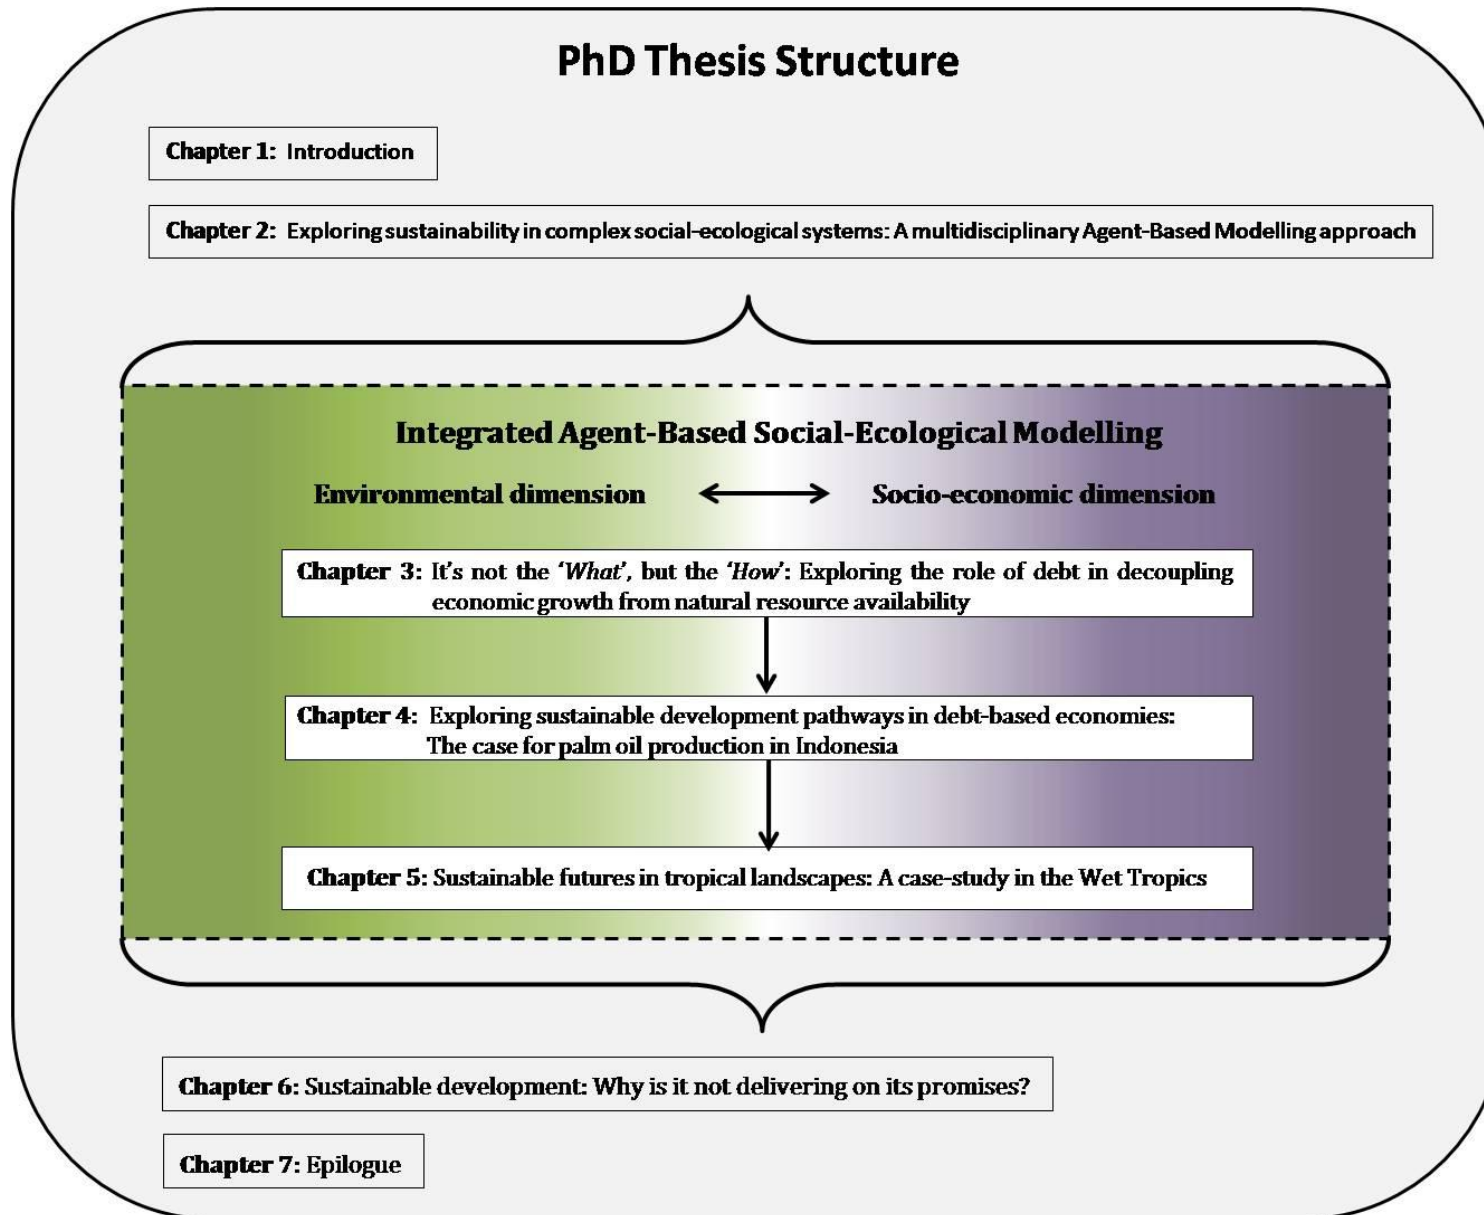 PhD Thesis Structure
Chapter 1: Introduction
Chapter 2: Exploring sustainability in complex social-ecological systems: A multidisciplinary Agent-Based Modelling approach
Integrated Agent-Based Social-Ecological Modelling
Environmental dimension Socio-economic dimension
Chapter 3: It's not the 'What', but the 'How': Exploring the role of debt in decoupling
economic growth from natural resource availability
Chapter 4: Exploring sustainable development pathways in debt-based economies:
The case for palm oil production in Indonesia
Chapter 5: Sustainable futures in tropical landscapes: A case-study in the Wet Tropics
Chapter 6: Sustainable development: Why is it not delivering on its promises?
Chapter 7: Epilogue